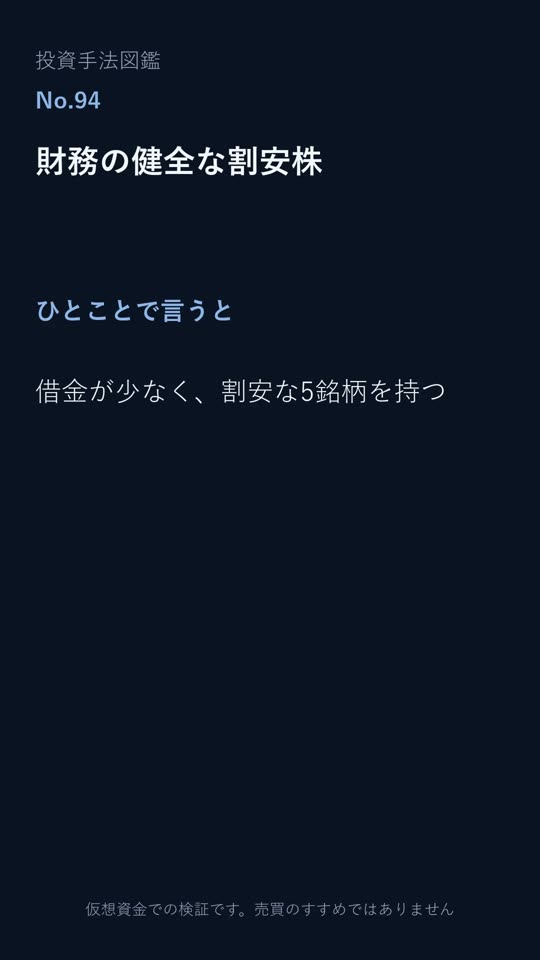 投資手法図鑑
No.94
財務の健全な割安株
ひとことで言うと
借金が少なく、割安な5銘柄を持つ
仮想資金での検証です。売買のすすめではありません